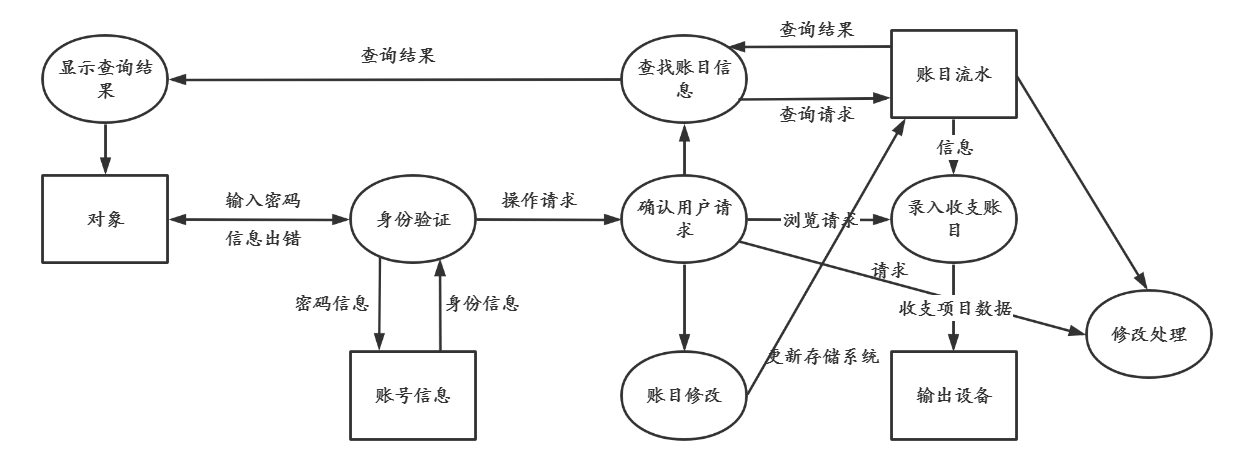 查询结果
查询结果
显示查询结
果
查找账目信
息
账目流水
查询请求
信息
输入密码
操作请求
对象
身份验证
确认用户请
求
浏览请求
录入收支账
目
信息出错
请求
密码信息
身份信息
收支项目数据
修改处理
更新存储系统
账号信息
账目修改
输出设备